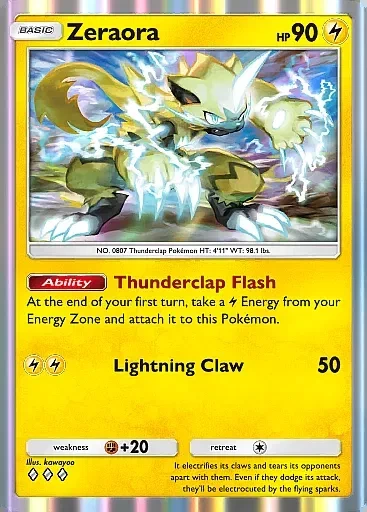 BASIC Zeraora HP 90
NO. 0807 Thunderclap Pokémon HT: 4'11" WT: 98.1 lbs.
Ability Thunderclap Flash
At the end of your first turn, take a Energy from your
Energy Zone and attach it to this Pokémon.
Lightning Claw 50
weakness +20 retreat
Illus. kawayoo
It electrifies its claws and tears its opponents
apart with them. Even if they dodge its attack,
they'll be electrocuted by the flying sparks.